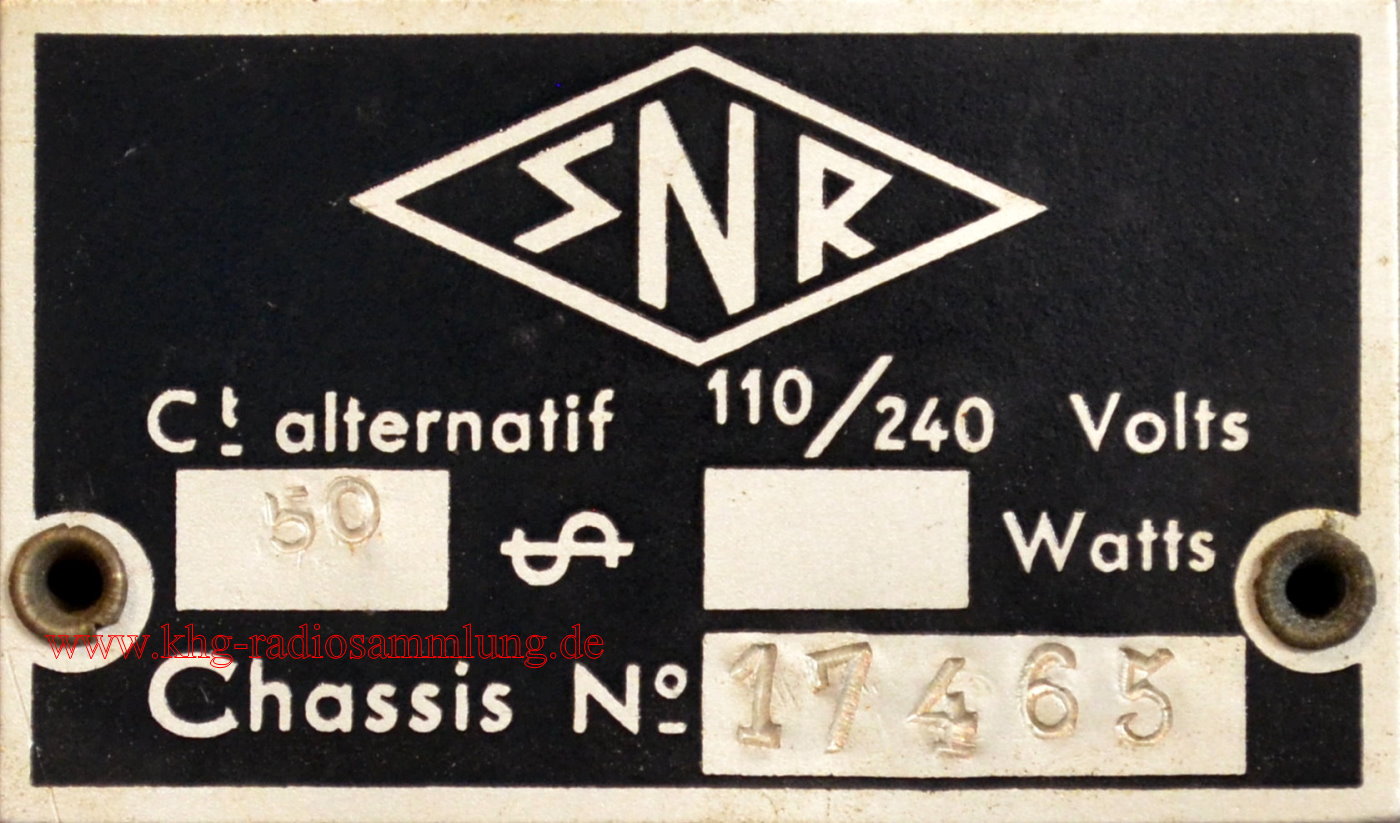 SNR
Ct alternatif 110/240 Volts
50 Watts
www.khg-radiosammlung.de
Chassis No 17465